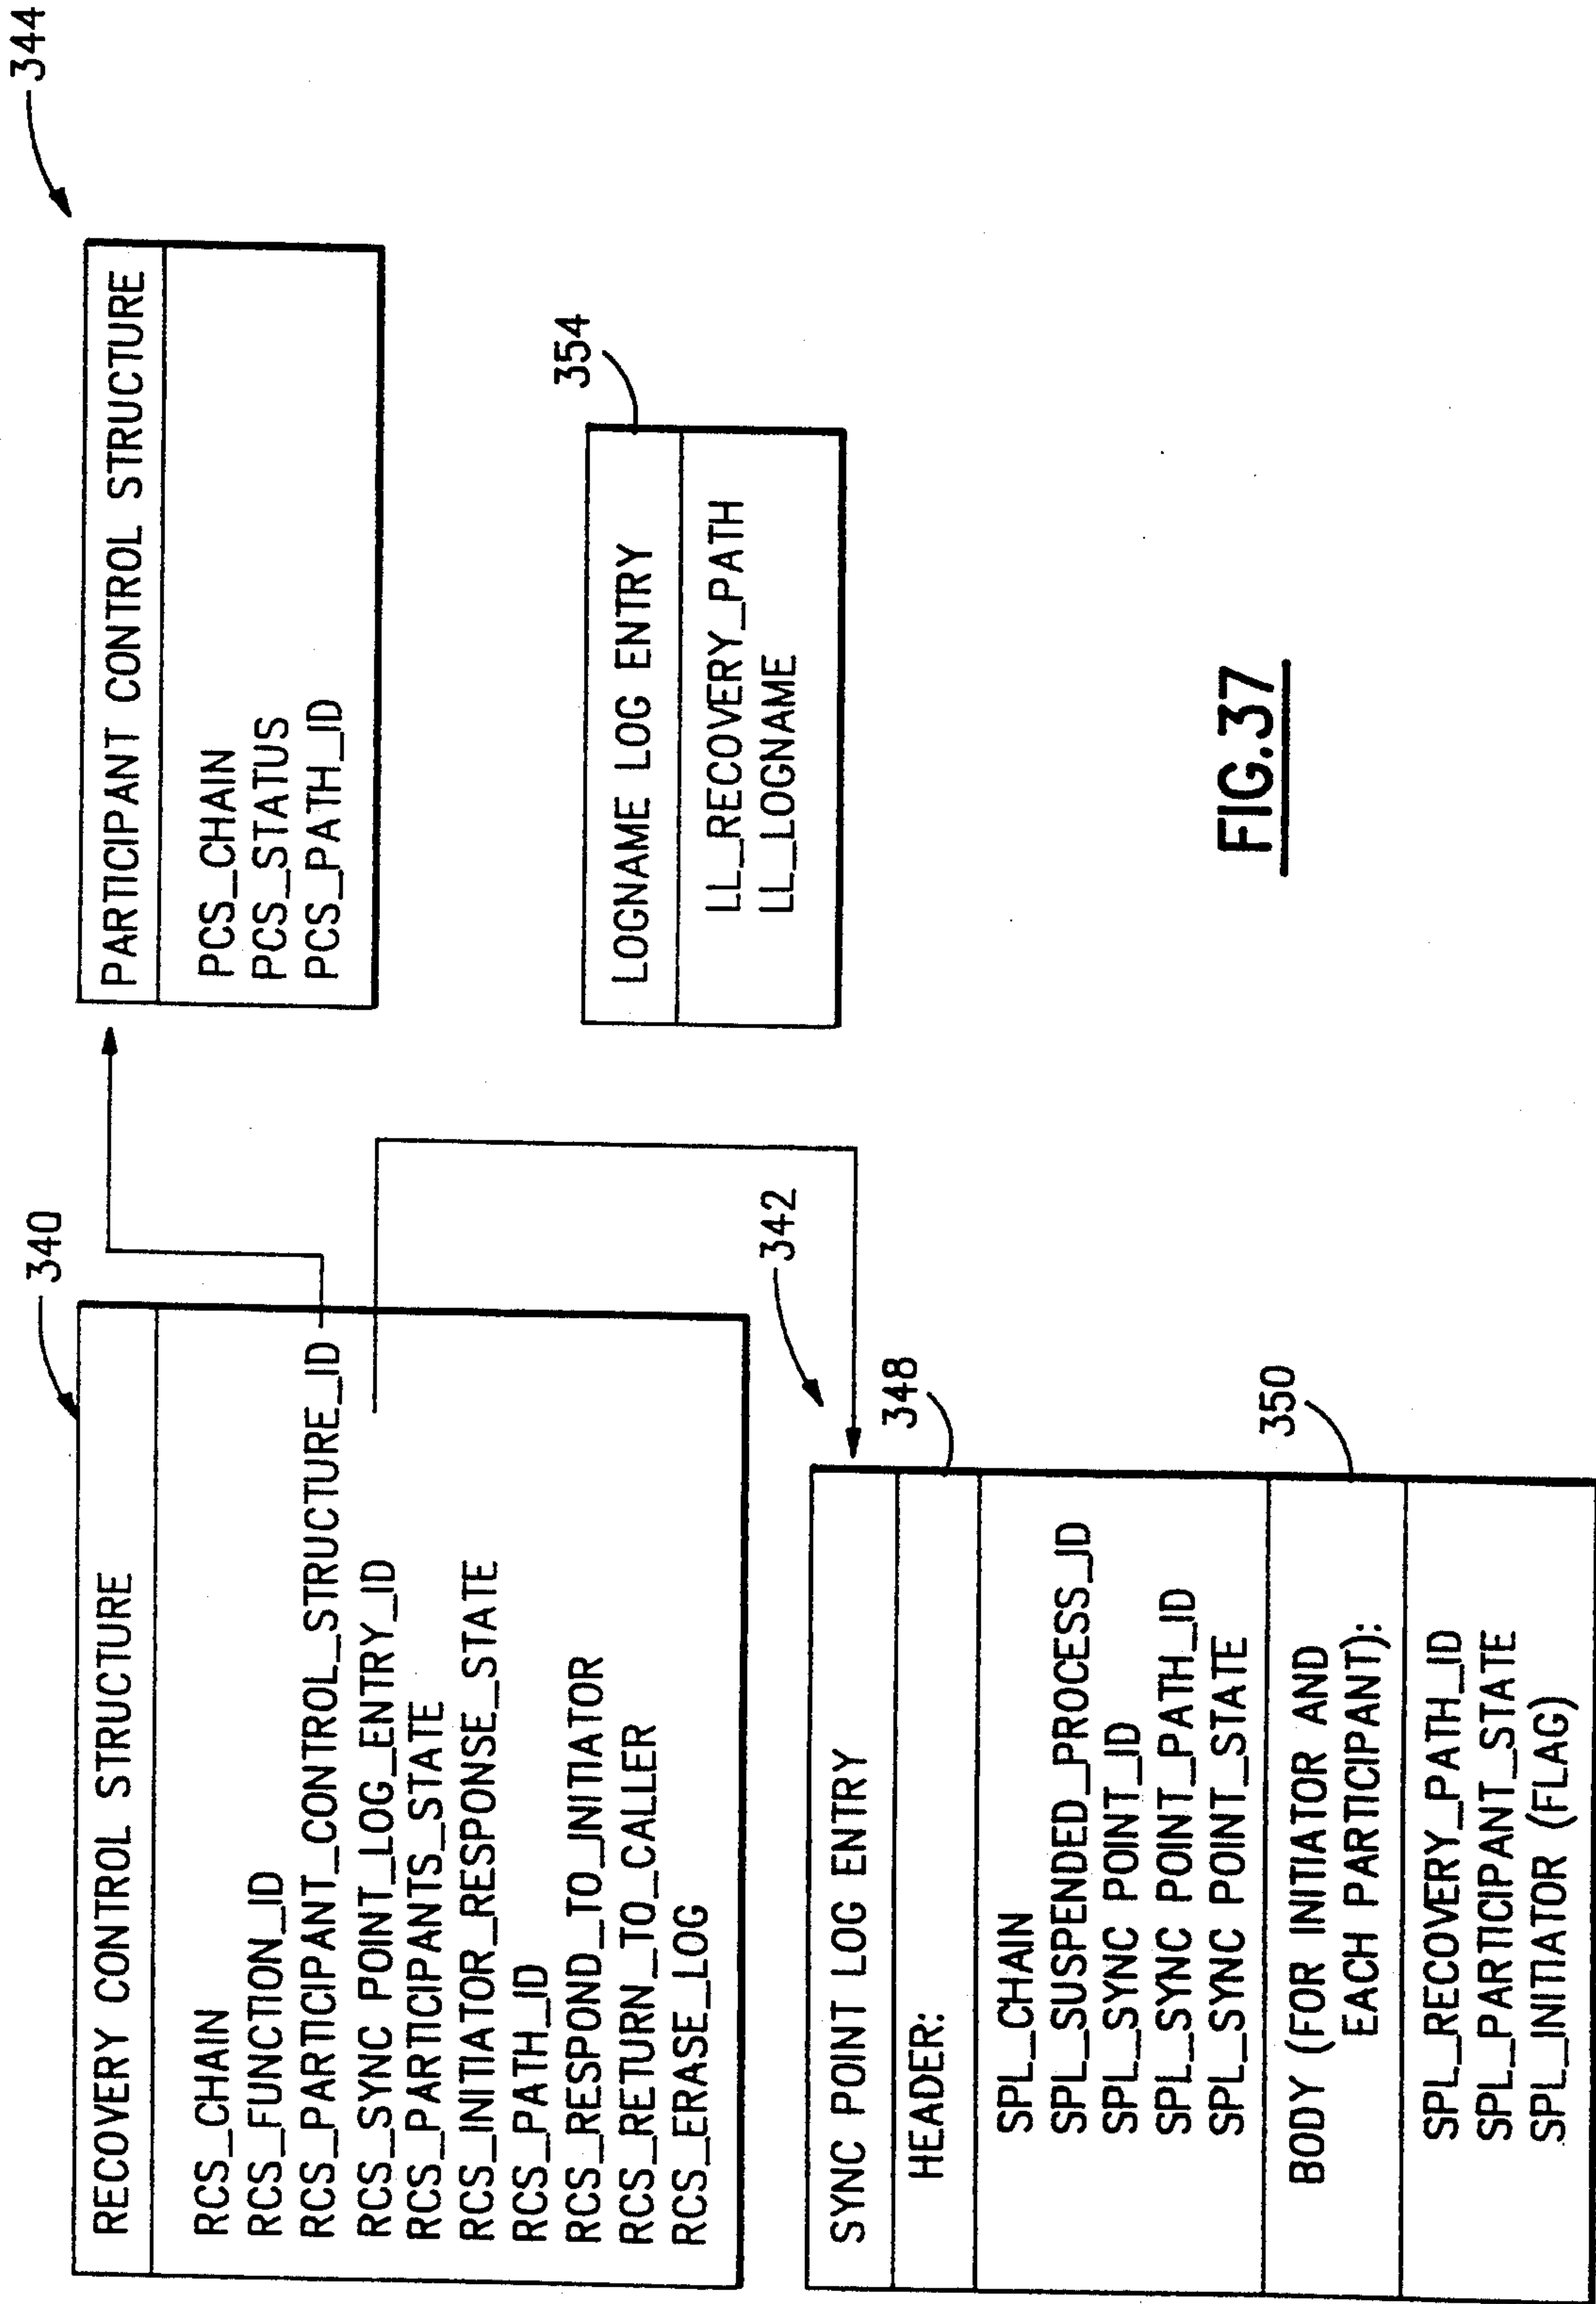 340
RECOVERY CONTROL STRUCTURE
RCS_CHAIN
RCS_FUNCTION_ID
RCS_PARTICIPANT_CONTROL_STRUCTURE_ID
RCS_SYNC POINT_LOG_ENTRY_ID
RCS_PARTICIPANTS_STATE
RCS_INITIATOR_RESPONSE_STATE
RCS_PATH_ID
RCS_RESPOND_TO_INITIATOR
RCS_RETURN_TO_CALLER
RCS_ERASE_LOG
344
PARTICIPANT CONTROL STRUCTURE
PCS_CHAIN
PCS_STATUS
PCS_PATH_ID
354
LOGNAME LOG ENTRY
LL_RECOVERY_PATH
LL_LOGNAME
342
SYNC POINT LOG ENTRY
348
HEADER:
SPL_CHAIN
SPL_SUSPENDED_PROCESS_ID
SPL_SYNC POINT_ID
SPL_SYNC POINT_PATH_ID
SPL_SYNC POINT_STATE
350
BODY (FOR INITIATOR AND
EACH PARTICIPANT):
SPL_RECOVERY_PATH_ID
SPL_PARTICIPANT_STATE
SPL_INITIATOR (FLAG)
FIG.37